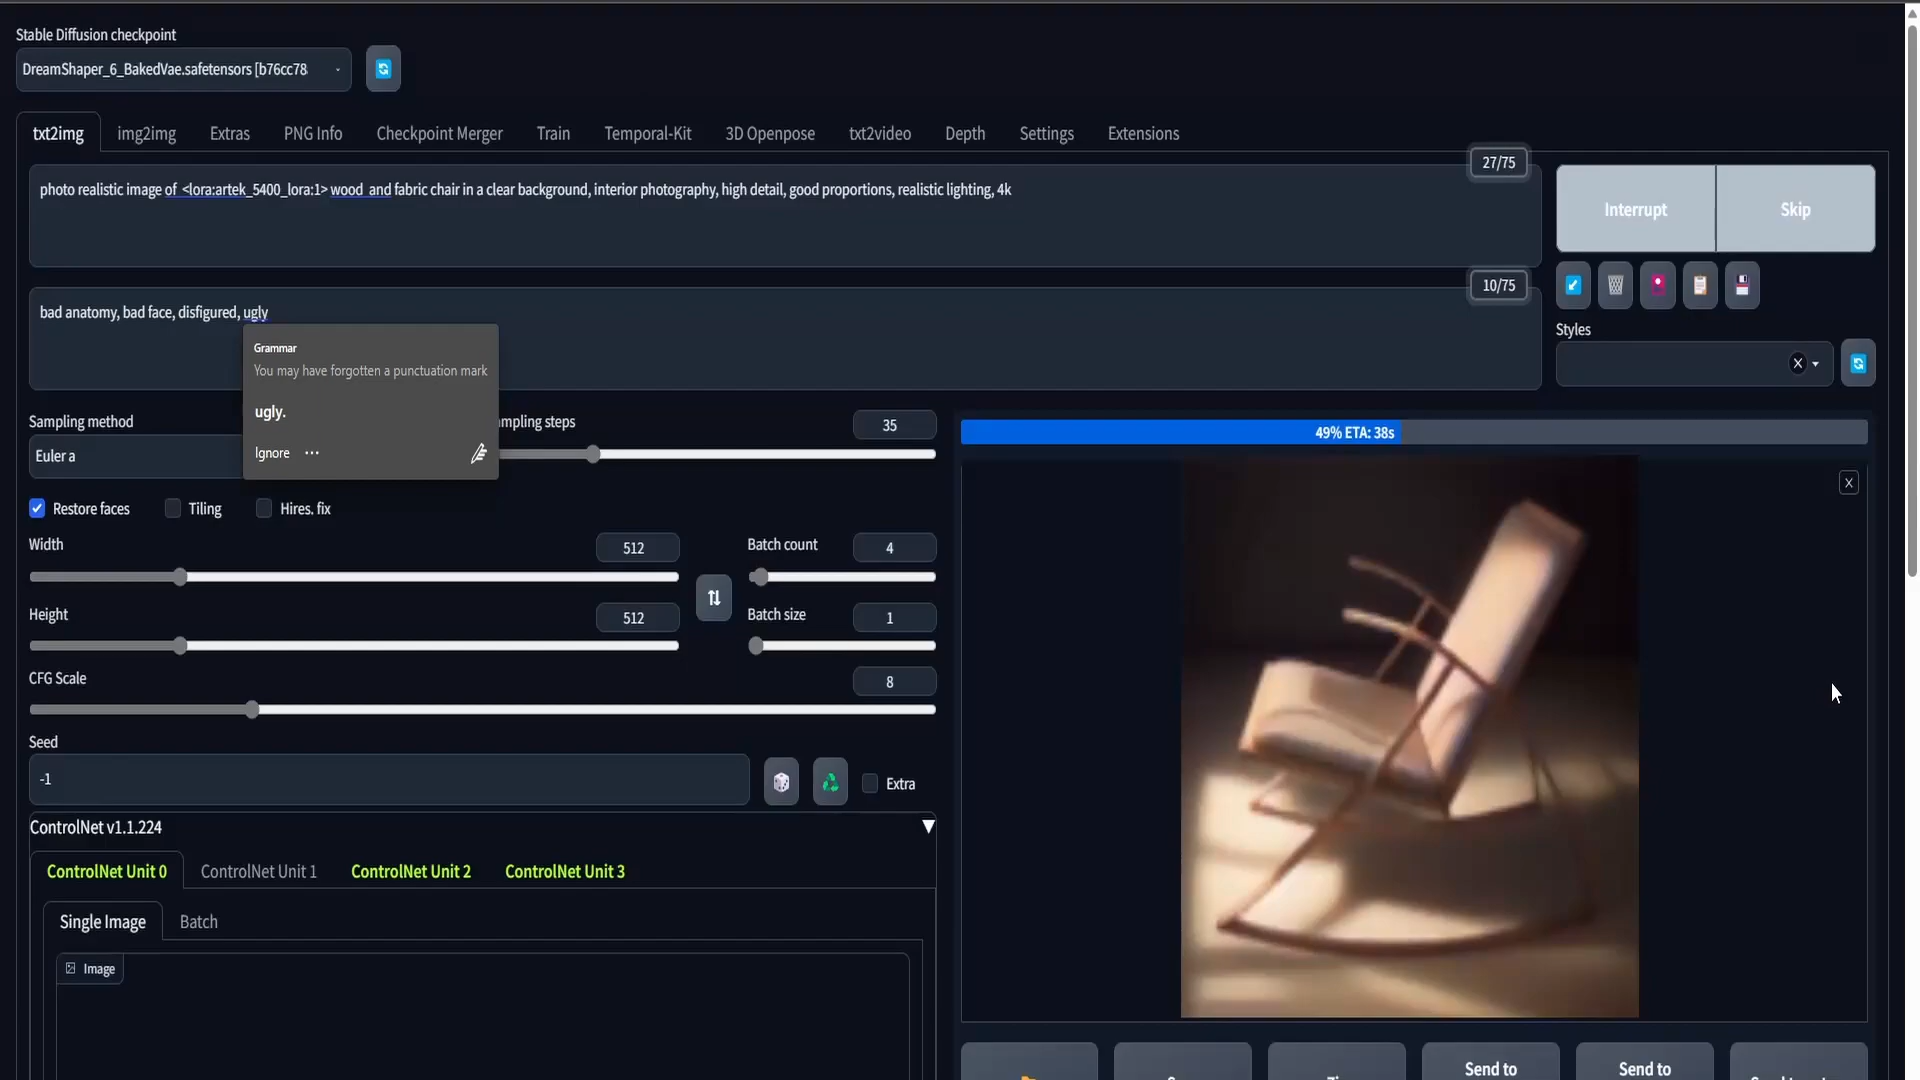 Stable Diffusion checkpoint
DreamShaper_6_BakedVae.safetensors [b76cc78
txt2img img2img Extras PNG Info Checkpoint Merger Train Temporal-Kit 3D Openpose txt2video Depth Settings Extensions
27/75
photo realistic image of <lora:artek_5400_lora:1> wood and fabric chair in a clear background, interior photography, high detail, good proportions, realistic lighting, 4k
Interrupt Skip
10/75
bad anatomy, bad face, disfigured, ugly
Styles
X
Grammar
You may have forgotten a punctuation mark
ugly.
Ignore ...
Sampling method
Euler a
mpling steps 35
49% ETA: 38s
X
Restore faces Tiling Hires. fix
Width 512
Batch count 4
Height 512
Batch size 1
CFG Scale 8
Seed
-1
Extra
ControlNet v1.1.224
ControlNet Unit 0 ControlNet Unit 1 ControlNet Unit 2 ControlNet Unit 3
Single Image Batch
Image
Send to Send to